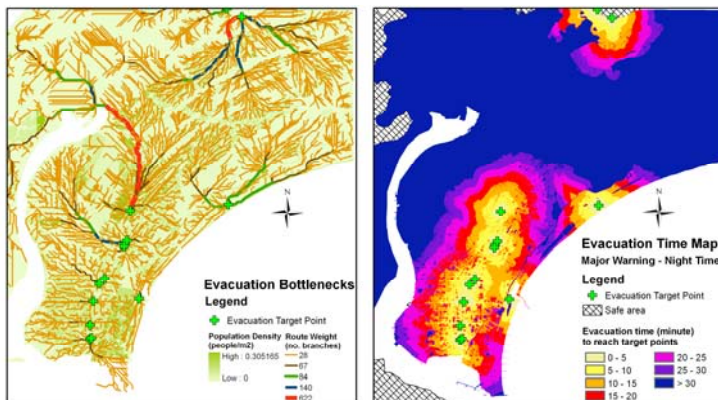 N
Evacuation Bottlenecks
Legend
Evacuation Target Point
Population Density
(people/m2)
High : 0.305165
Low : 0
Route Weight
(no. branches)
28
67
84
140
622
N
Evacuation Time Map
Major Warning - Night Time
Legend
Evacuation Target Point
Safe area
Evacuation time (minute)
to reach target points
0 - 5
5 - 10
10 - 15
15 - 20
20 - 25
25 - 30
> 30